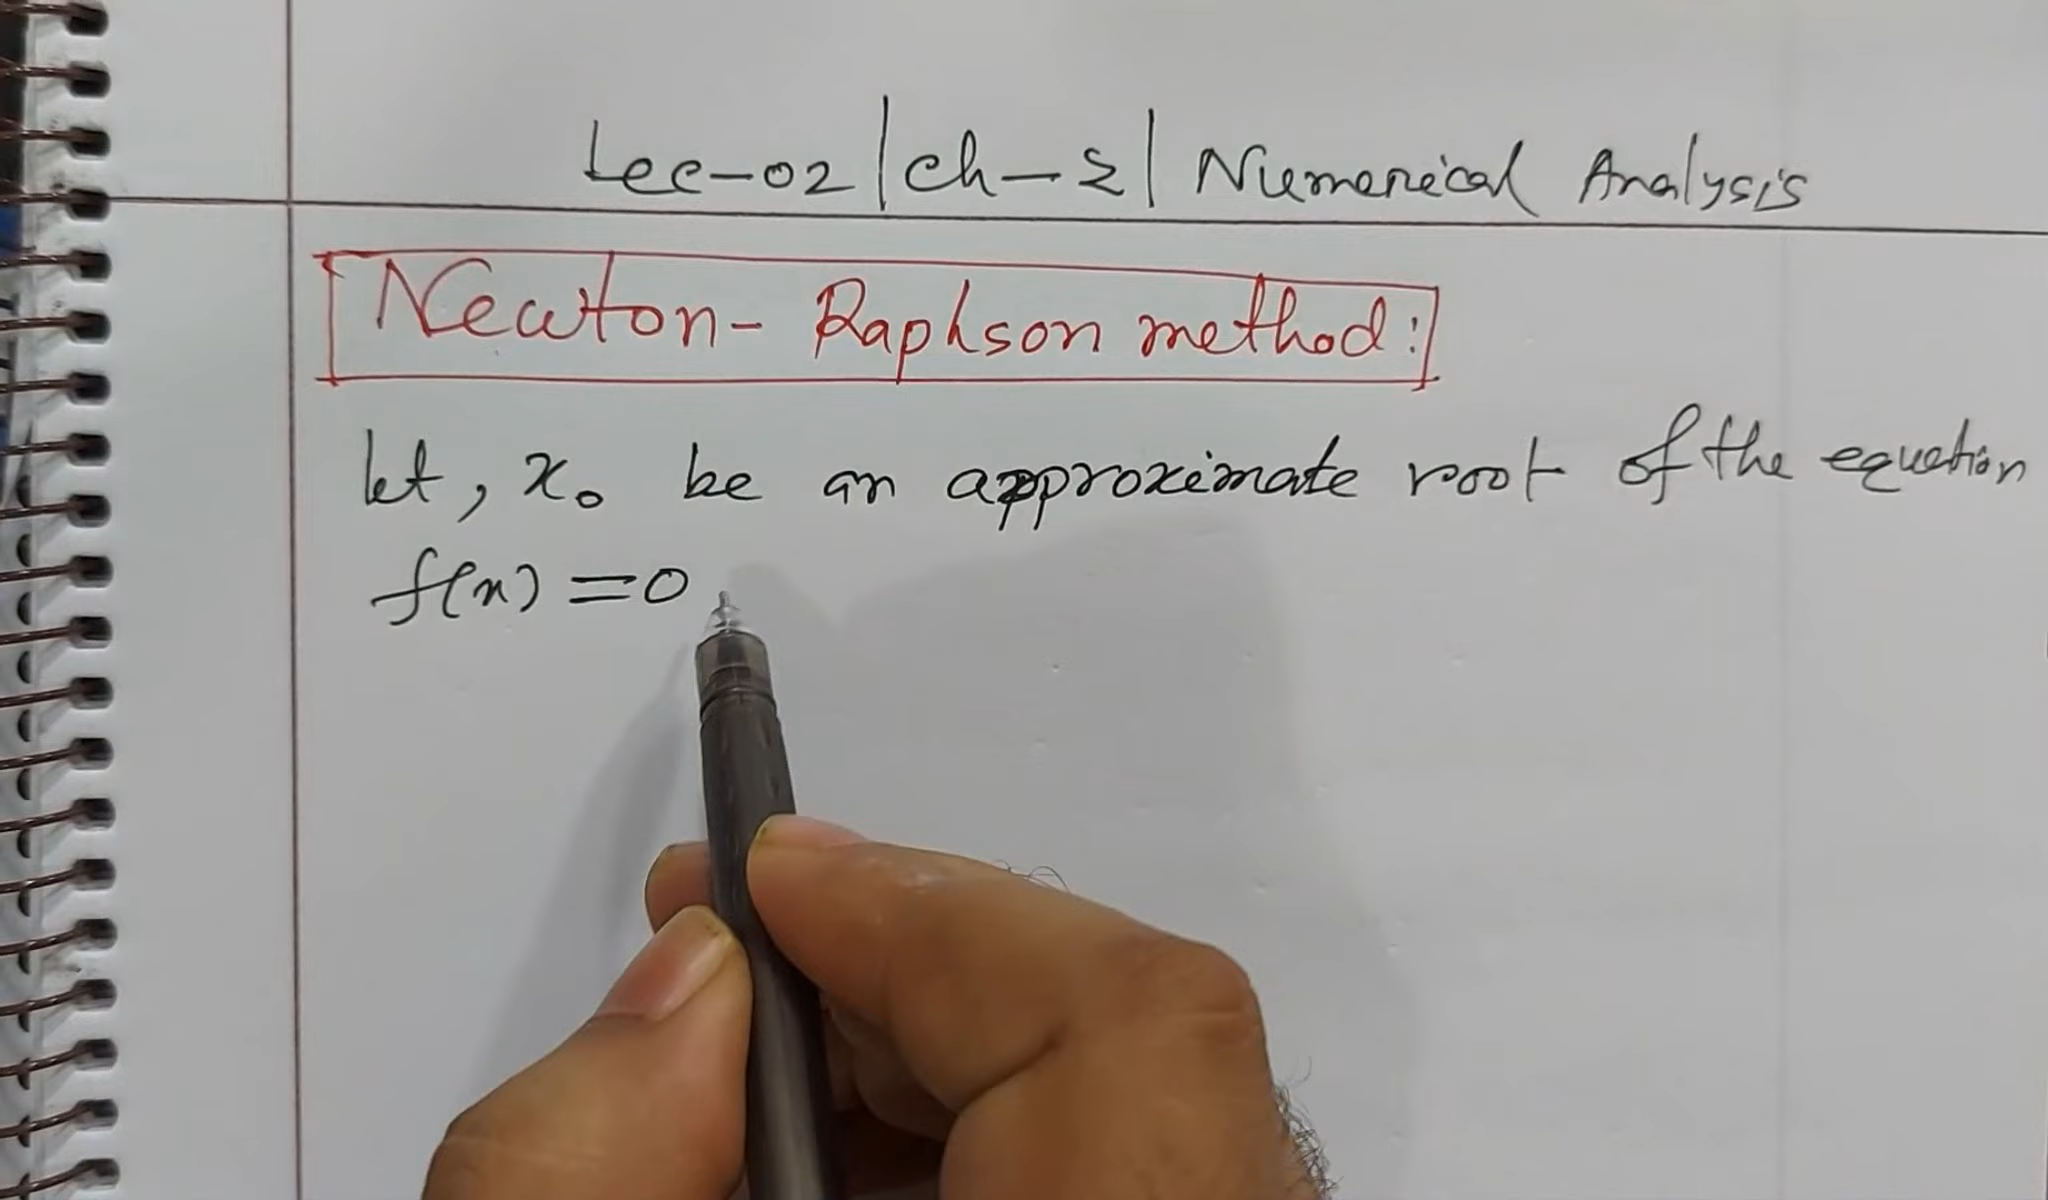 Lec-02 | ch-2 | Numerical Analysis
Newton-Raphson method:
let, x₀ be an approximate root of the equation
f(x) = 0